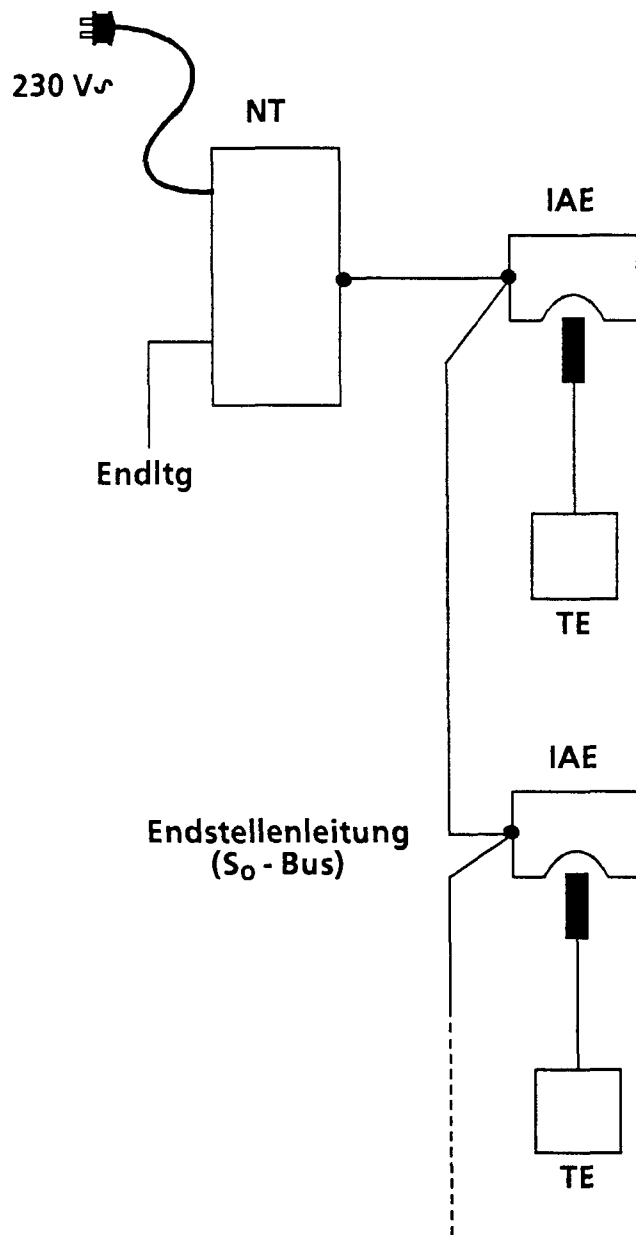 230 V~
NT
IAE
Endltg
TE
IAE
Endstellenleitung
(S₀ - Bus)
TE